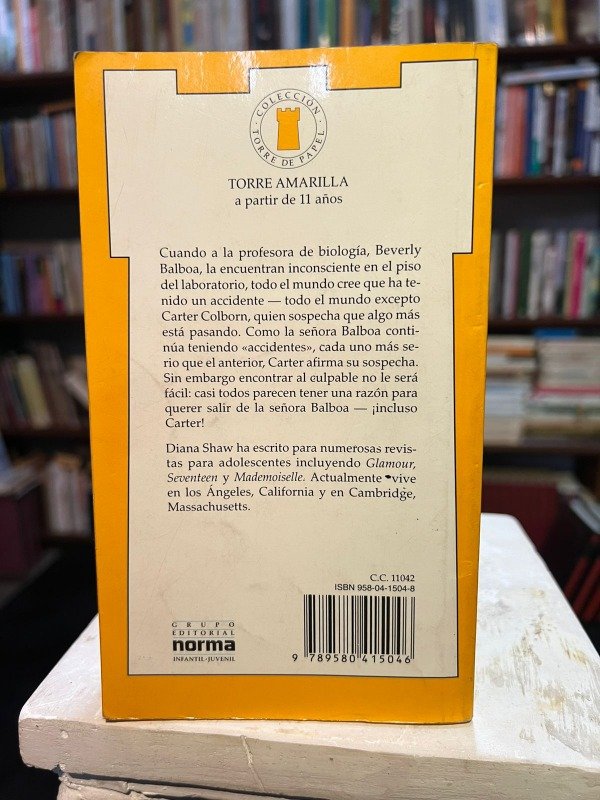 COLECCIÓN
TORRE DE PAPEL
TORRE AMARILLA
a partir de 11 años
Cuando a la profesora de biología, Beverly
Balboa, la encuentran inconsciente en el piso
del laboratorio, todo el mundo cree que ha te-
nido un accidente — todo el mundo excepto
Carter Colborn, quien sospecha que algo más
está pasando. Como la señora Balboa conti-
núa teniendo «accidentes», cada uno más se-
rio que el anterior, Carter afirma su sospecha.
Sin embargo encontrar al culpable no le será
fácil: casi todos parecen tener una razón para
querer salir de la señora Balboa — ¡incluso
Carter!
Diana Shaw ha escrito para numerosas revis-
tas para adolescentes incluyendo Glamour,
Seventeen y Mademoiselle. Actualmente vive
en los Ángeles, California y en Cambridge,
Massachusetts.
C.C. 11042
ISBN 958-04-1504-8
GRUPO
EDITORIAL
norma
INFANTIL-JUVENIL
9 789580 415046